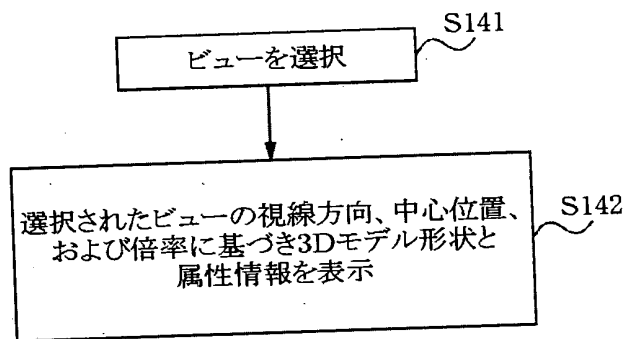 S141
ビューを選択
選択されたビューの視線方向、中心位置、
および倍率に基づき3Dモデル形状と
属性情報を表示
S142